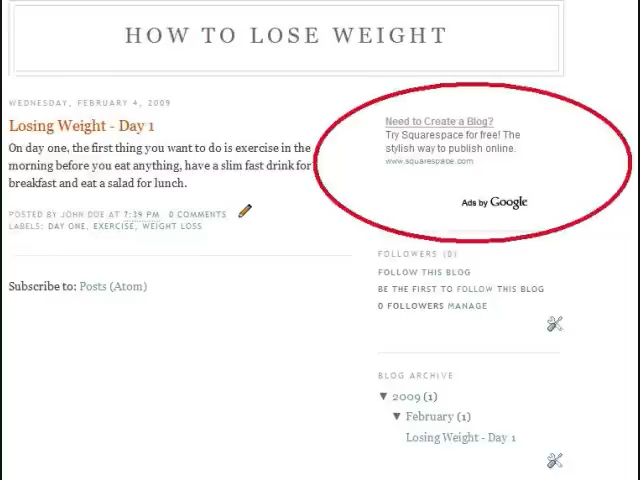 HOW TO LOSE WEIGHT
WEDNESDAY, FEBRUARY 4, 2009
Losing Weight - Day 1
On day one, the first thing you want to do is exercise in the
morning before you eat anything, have a slim fast drink for
breakfast and eat a salad for lunch.
POSTED BY JOHN DOE AT 7:39 PM 0 COMMENTS
LABELS: DAY ONE, EXERCISE, WEIGHT LOSS
Subscribe to: Posts (Atom)
Need to Create a Blog?
Try Squarespace for free! The
stylish way to publish online.
www.squarespace.com
Ads by Google
FOLLOWERS (0)
FOLLOW THIS BLOG
BE THE FIRST TO FOLLOW THIS BLOG
0 FOLLOWERS MANAGE
BLOG ARCHIVE
▼ 2009 (1)
▼ February (1)
Losing Weight - Day 1